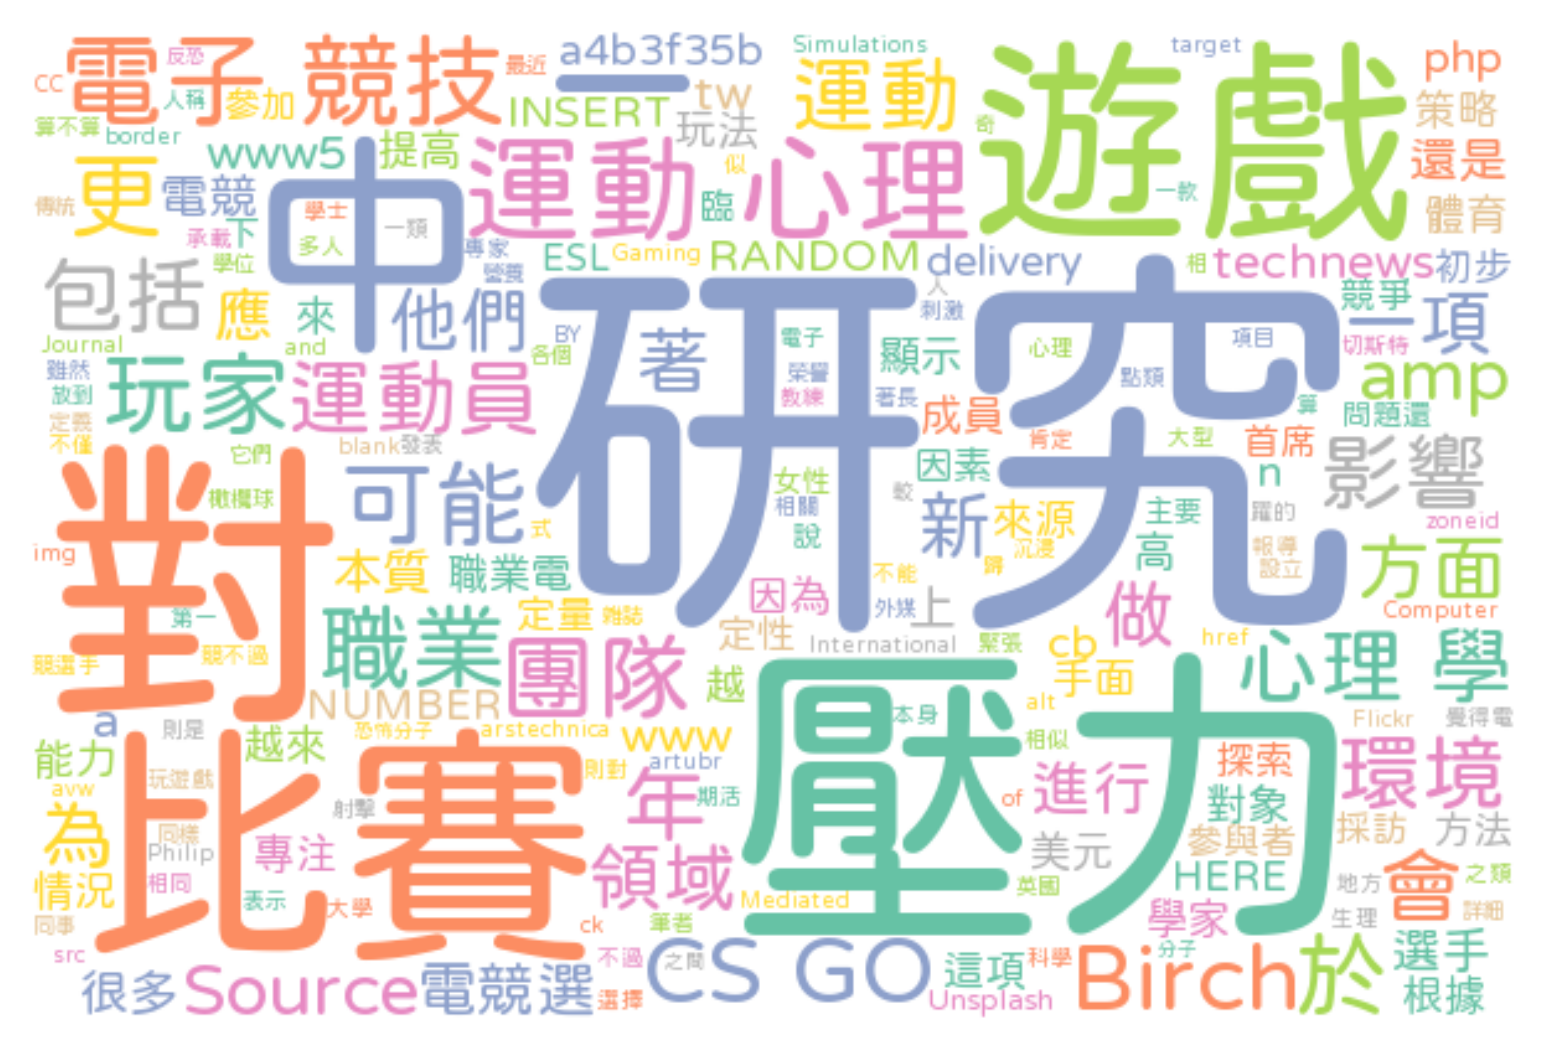 電子 競技
反恐
CC
人稱
參加
最近
a4b3f35b
Simulations
target
php
運動
遊戲
tw
INSERT
策略
算不算
border
玩法
奇
www5
提高
運動 心理
還是
更
電競
似
一款
傳統
學士
臨
體育
承載
下
多人
一類
中
專家
ESL
Gaming
RANDOM
delivery
相
technews
初步
學位
營養
人
包括
應
來
他們
刺激
競爭
一項
Journal
and
BY
各個
著
電子
顯示
心理
項目
切斯特
雖然
玩家
運動員
榮譽
點類
amp
放到
教練
著長
研究
算
定義
成員
問題還
不僅
blank
發表
肯定
大型
首席
它們
因素
影響
可能
女性
n
橄欖球
較
相關
新
來源
主要
躍的
zoneid
對
式
說
沉浸
高
報導
img
本質
職業電
不能
歸
設立
方面
第一
定量
雜誌
因為
外媒
上
做
Computer
職業
團隊
定性
International
緊張
cb
href
心理 學
競選手
競不過
越
手面
NUMBER
a
則是
恐怖分子
arstechnica
本身
alt
Flickr
覺得電
能力
越來
www
壓力
相似
玩遊戲
artubr
探索
環境
avw
比賽
則對
年
期活
of
進行
對象
為
同樣
射擊
參與者
採訪
方法
Philip
專注
美元
情況
相同
領域
英國
HERE
地方
會
之類
同事
表示
大學
Mediated
學家
生理
詳細
ck
筆者
src
不過
之間
CS GO
這項
科學
分子
選手
很多
Source
電競選
選擇
Unsplash
Birch
於
根據